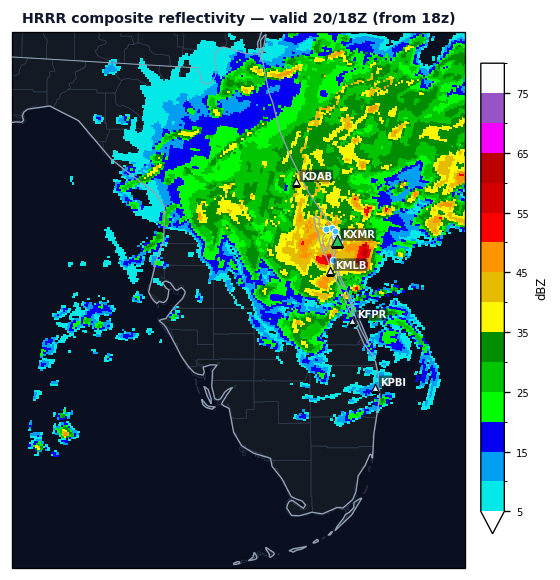 HRRR composite reflectivity — valid 20/18Z (from 18z)
KDAB
KXMR
KMLB
KFPR
KPBI
75
65
55
45
35
25
15
5
dBZ